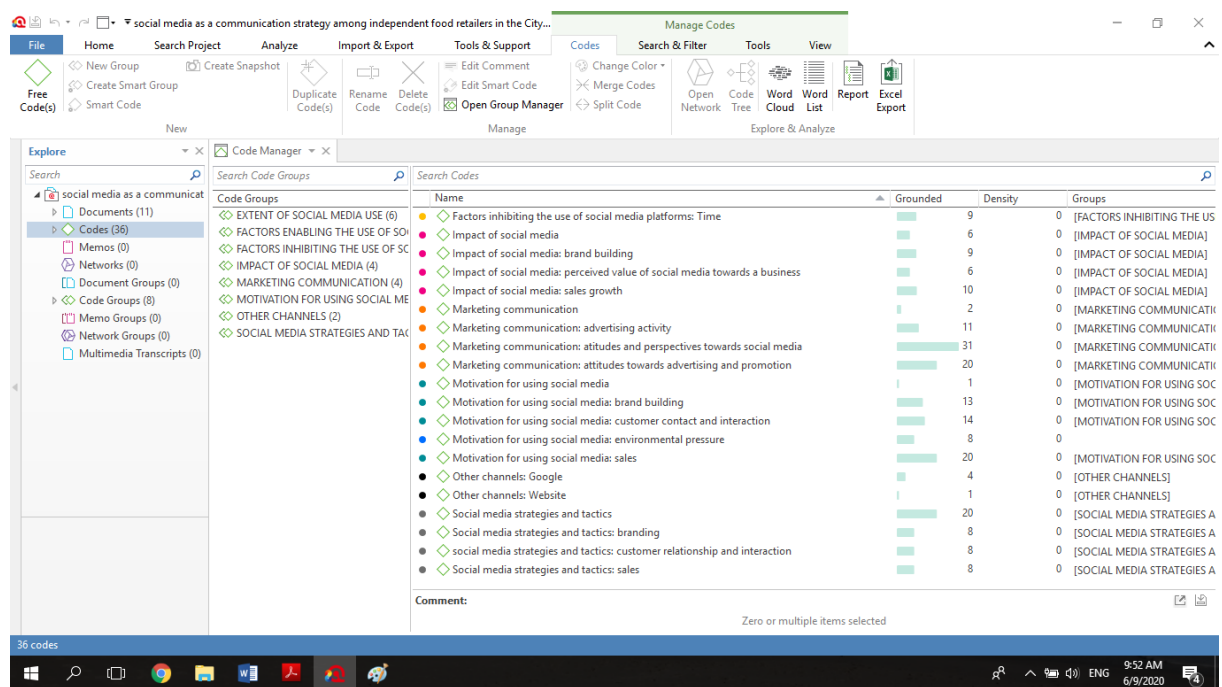 social media as a communication strategy among independent food retailers in the City...
Manage Codes
File Home Search Project Analyze Import & Export Tools & Support Codes Search & Filter Tools View
Free Code(s)
New Group
Create Smart Group
Smart Code
Create Snapshot
New
Duplicate Code(s)
Rename Code
Delete Code(s)
Edit Comment
Edit Smart Code
Open Group Manager
Change Color
Merge Codes
Split Code
Manage
Open Network
Code Tree
Word Cloud
Word List
Report
Excel Export
Explore & Analyze
Explore
Search
social media as a communicat
Documents (11)
Codes (36)
Memos (0)
Networks (0)
Document Groups (0)
Code Groups (8)
Memo Groups (0)
Network Groups (0)
Multimedia Transcripts (0)
Code Manager
Search Code Groups
Code Groups
EXTENT OF SOCIAL MEDIA USE (6)
FACTORS ENABLING THE USE OF SO
FACTORS INHIBITING THE USE OF SC
IMPACT OF SOCIAL MEDIA (4)
MARKETING COMMUNICATION (4)
MOTIVATION FOR USING SOCIAL ME
OTHER CHANNELS (2)
SOCIAL MEDIA STRATEGIES AND TAC
Search Codes
Name Grounded Density Groups
Factors inhibiting the use of social media platforms: Time 9 0 [FACTORS INHIBITING THE US
Impact of social media 6 0 [IMPACT OF SOCIAL MEDIA]
Impact of social media: brand building 9 0 [IMPACT OF SOCIAL MEDIA]
Impact of social media: perceived value of social media towards a business 6 0 [IMPACT OF SOCIAL MEDIA]
Impact of social media: sales growth 10 0 [IMPACT OF SOCIAL MEDIA]
Marketing communication 2 0 [MARKETING COMMUNICATI
Marketing communication: advertising activity 11 0 [MARKETING COMMUNICATI
Marketing communication: atitudes and perspectives towards social media 31 0 [MARKETING COMMUNICATI
Marketing communication: attitudes towards advertising and promotion 20 0 [MARKETING COMMUNICATI
Motivation for using social media 1 0 [MOTIVATION FOR USING SOC
Motivation for using social media: brand building 13 0 [MOTIVATION FOR USING SOC
Motivation for using social media: customer contact and interaction 14 0 [MOTIVATION FOR USING SOC
Motivation for using social media: environmental pressure 8 0
Motivation for using social media: sales 20 0 [MOTIVATION FOR USING SOC
Other channels: Google 4 0 [OTHER CHANNELS]
Other channels: Website 1 0 [OTHER CHANNELS]
Social media strategies and tactics 20 0 [SOCIAL MEDIA STRATEGIES A
Social media strategies and tactics: branding 8 0 [SOCIAL MEDIA STRATEGIES A
social media strategies and tactics: customer relationship and interaction 8 0 [SOCIAL MEDIA STRATEGIES A
Social media strategies and tactics: sales 8 0 [SOCIAL MEDIA STRATEGIES A
Comment:
Zero or multiple items selected
36 codes
ENG
9:52 AM
6/9/2020
4